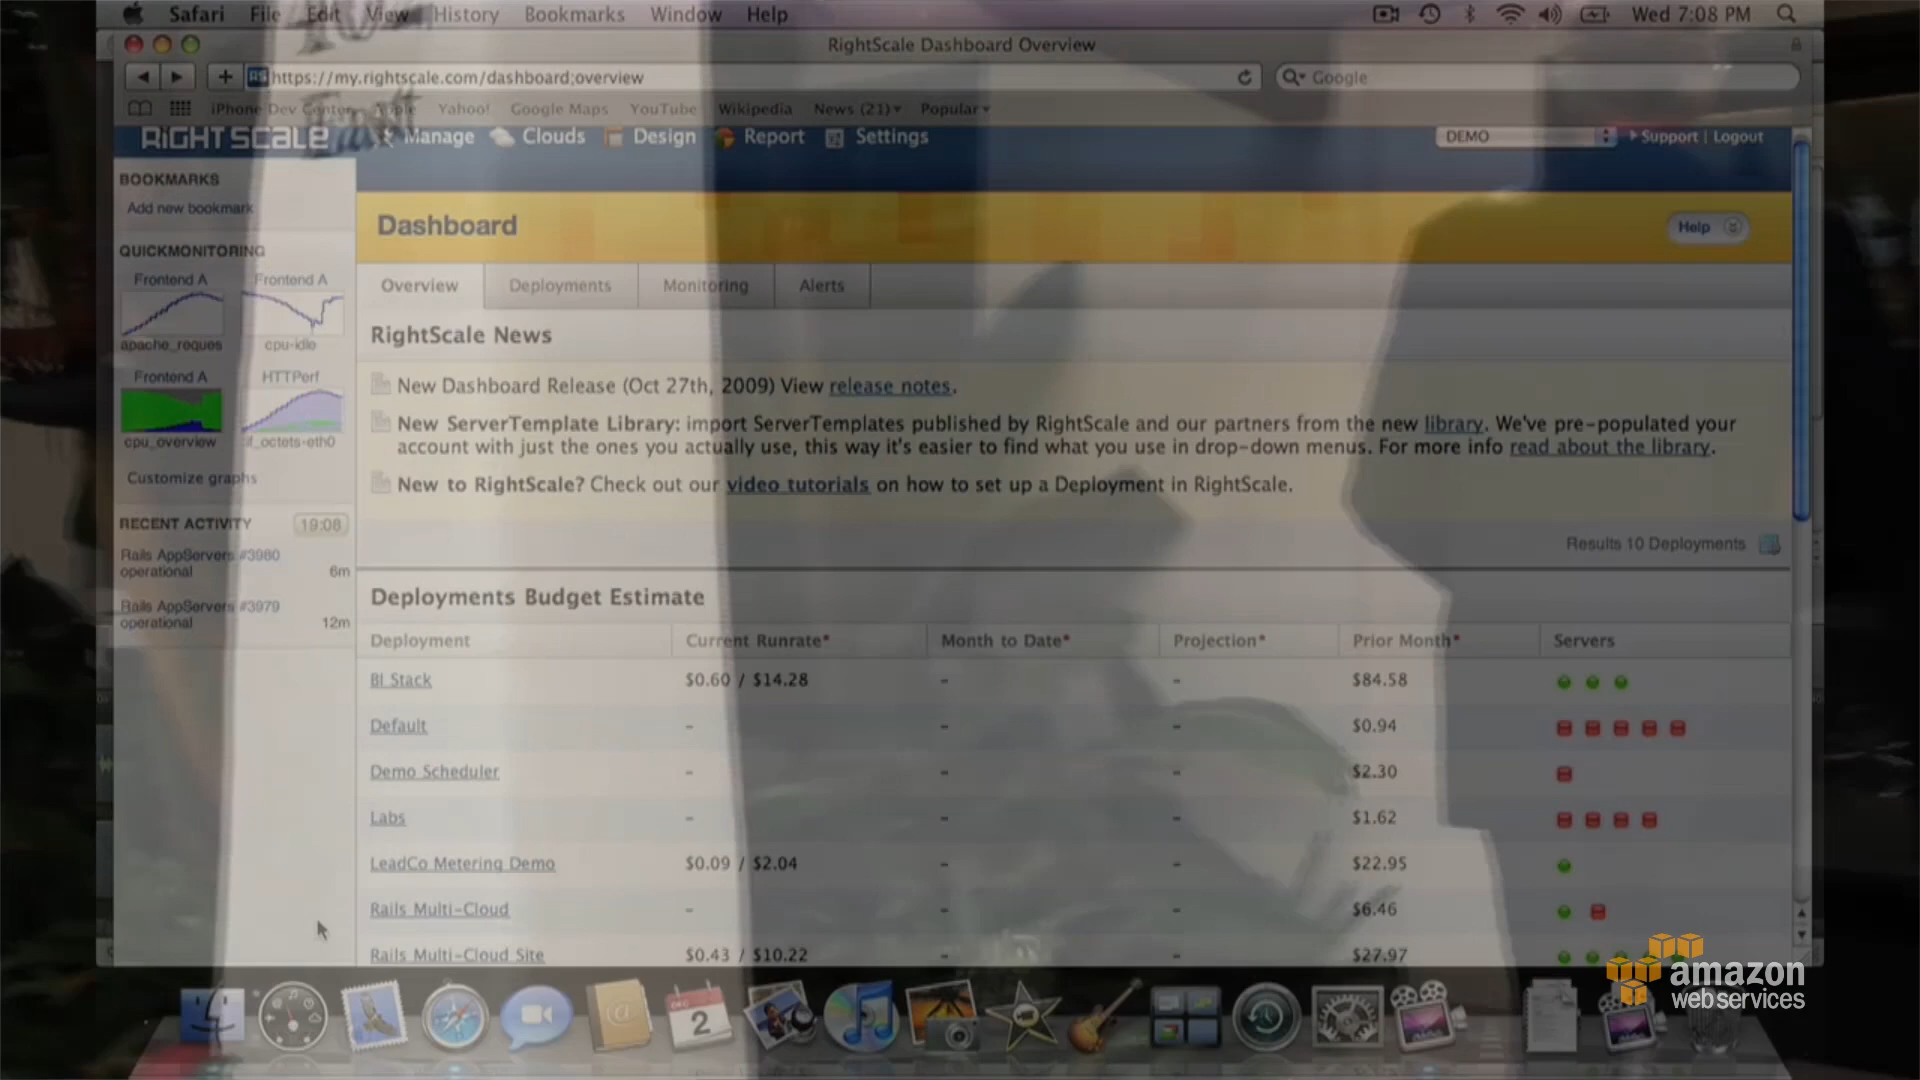 Safari File Edit View History Bookmarks Window Help Wed 7:08 PM
RightScale Dashboard Overview
https://my.rightscale.com/dashboard;overview Google
iPhone Dev Center Apple Yahoo! Google Maps YouTube Wikipedia News (21) Popular
RIGHTSCALE Manage Clouds Design Report Settings DEMO Support | Logout
BOOKMARKS
Add new bookmark
QUICKMONITORING
Frontend A Frontend A
apache_reques cpu-idle
Frontend A HTTPerf
cpu_overview if_octets-eth0
Customize graphs
RECENT ACTIVITY 19:08
Rails AppServers #3980
operational 6m
Rails AppServers #3979
operational 12m
Dashboard Help
Overview Deployments Monitoring Alerts
RightScale News
New Dashboard Release (Oct 27th, 2009) View release notes.
New ServerTemplate Library: import ServerTemplates published by RightScale and our partners from the new library. We've pre-populated your
account with just the ones you actually use, this way it's easier to find what you use in drop-down menus. For more info read about the library.
New to RightScale? Check out our video tutorials on how to set up a Deployment in RightScale.
Results 10 Deployments
Deployments Budget Estimate
Deployment Current Runrate* Month to Date* Projection* Prior Month* Servers
BI Stack $0.60 / $14.28 - - $84.58
Default - - - $0.94
Demo Scheduler - - - $2.30
Labs - - - $1.62
LeadCo Metering Demo $0.09 / $2.04 - - $22.95
Rails Multi-Cloud - - - $6.46
Rails Multi-Cloud Site $0.43 / $10.22 - - $27.97
DEC
2
amazon
webservices